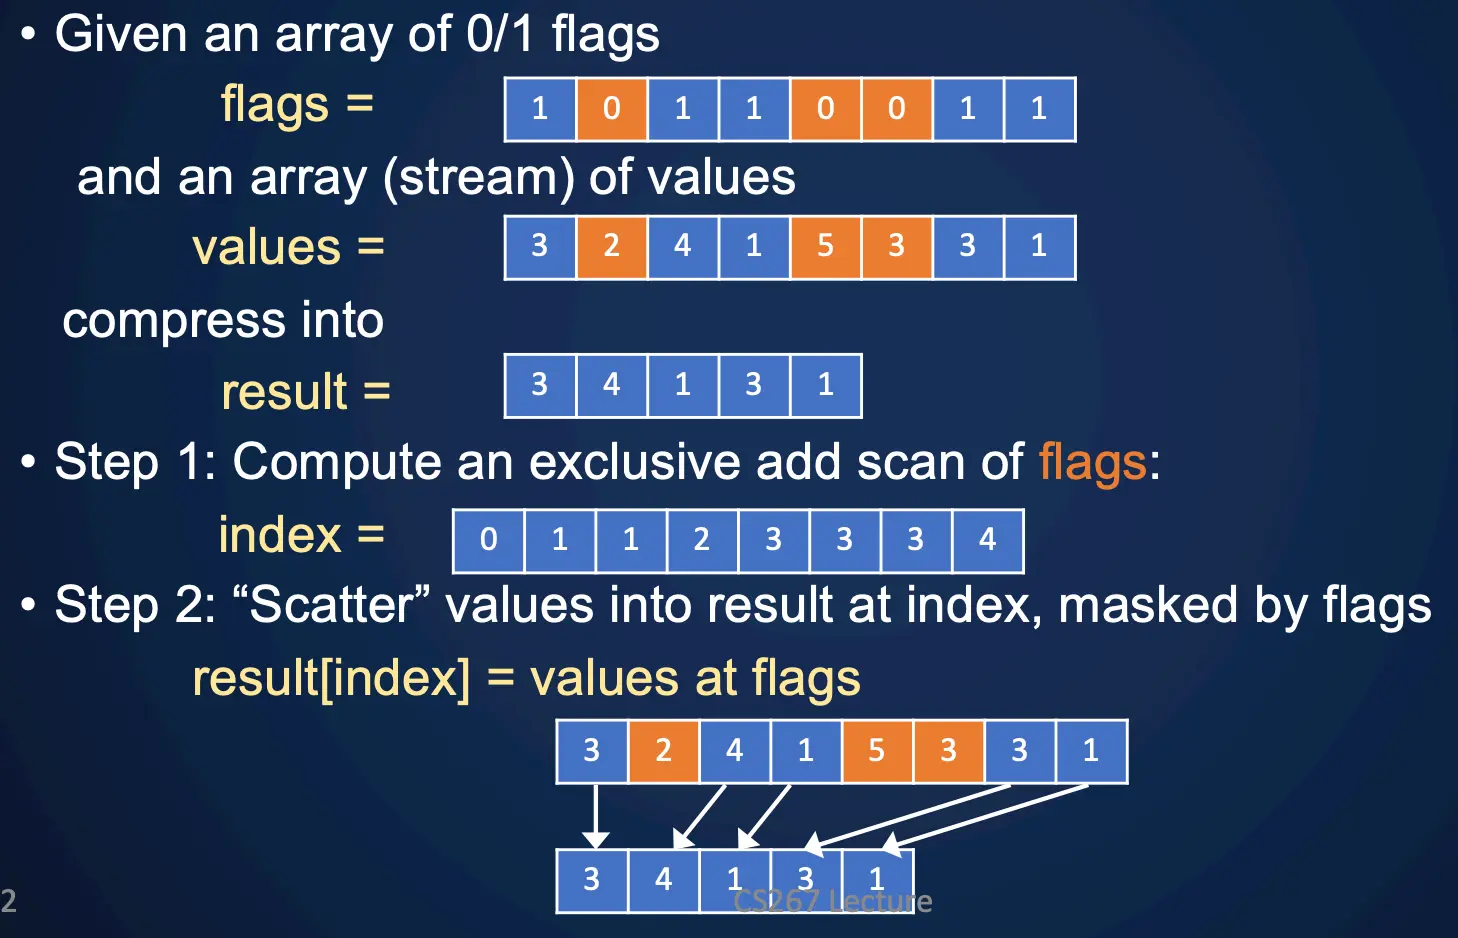 • Given an array of 0/1 flags
flags = 1 0 1 1 0 0 1 1
and an array (stream) of values
values = 3 2 4 1 5 3 3 1
compress into
result = 3 4 1 3 1
• Step 1: Compute an exclusive add scan of flags:
index = 0 1 1 2 3 3 3 4
• Step 2: “Scatter” values into result at index, masked by flags
result[index] = values at flags
3 2 4 1 5 3 3 1
3 4 1 3 1
2 CS267 Lecture